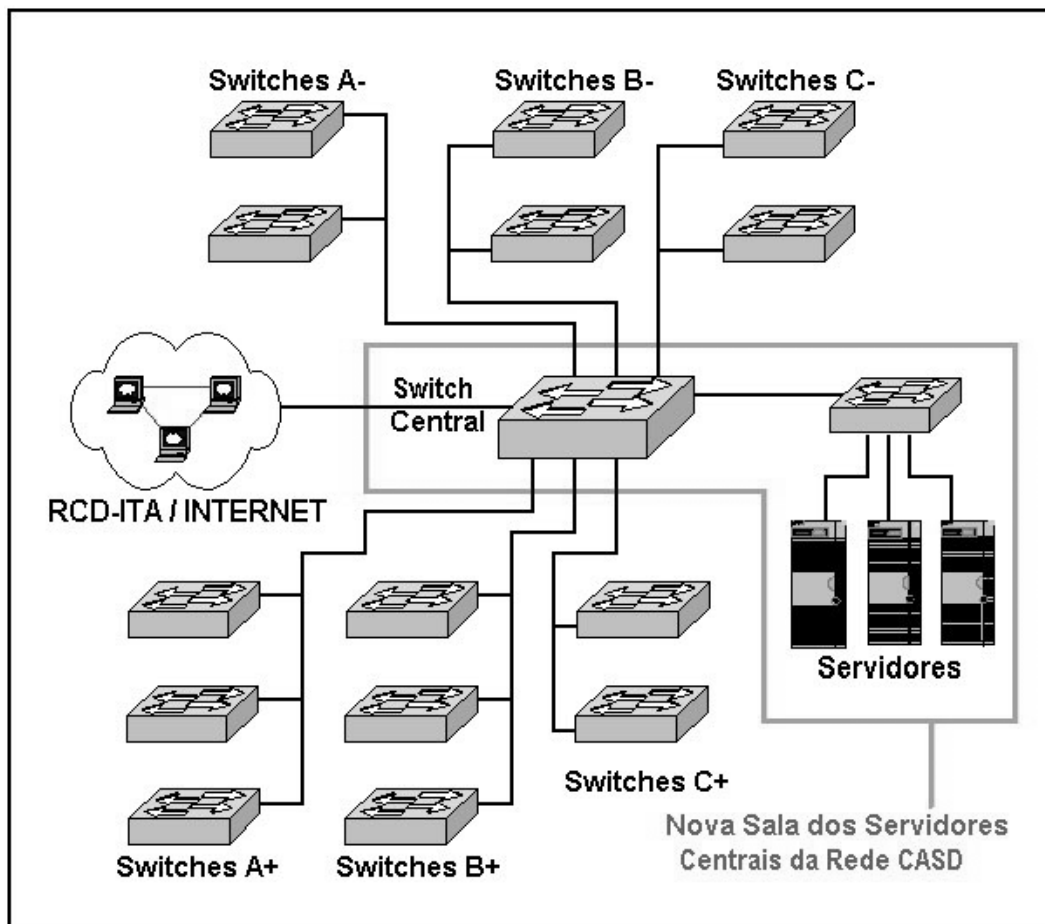 Switches A-
Switches B-
Switches C-
Switch
Central
RCD-ITA / INTERNET
Servidores
Switches C+
Switches A+
Switches B+
Nova Sala dos Servidores
Centrais da Rede CASD